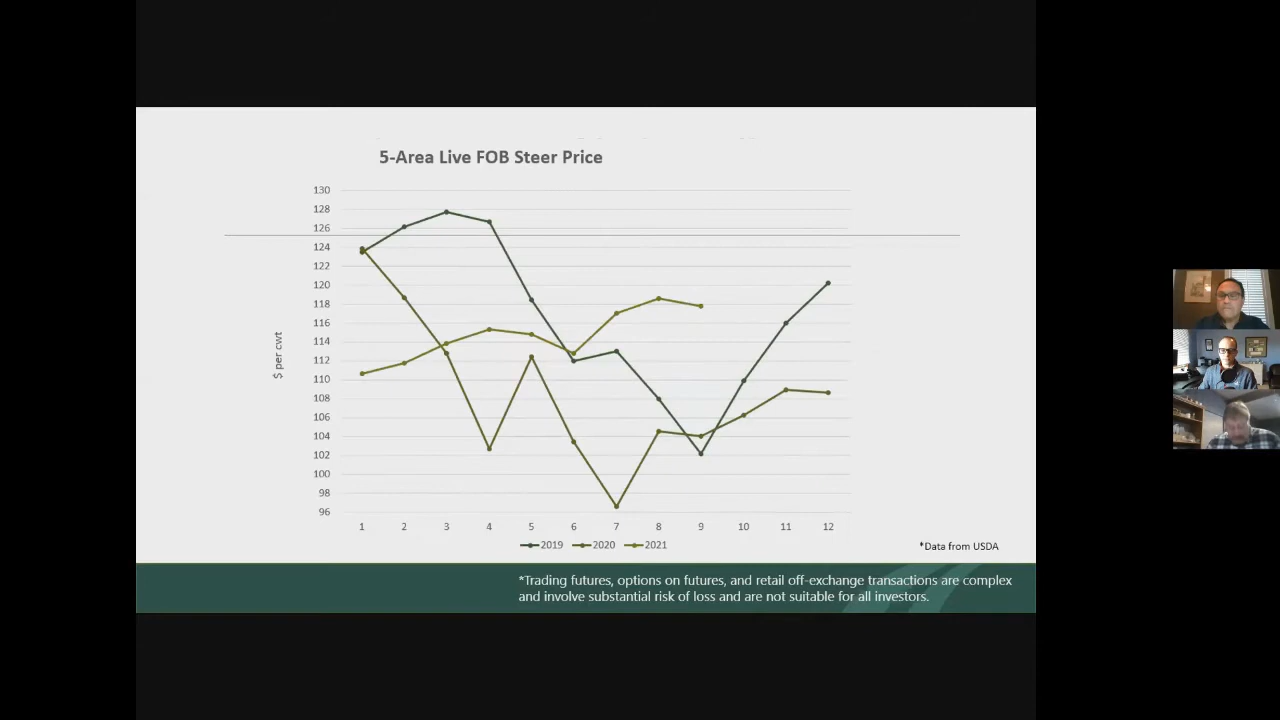 5-Area Live FOB Steer Price
130
128
126
124
122
120
118
116
114
112
110
108
106
104
102
100
98
96
$ per cwt
1 2 3 4 5 6 7 8 9 10 11 12
2019 2020 2021
*Data from USDA
*Trading futures, options on futures, and retail off-exchange transactions are complex
and involve substantial risk of loss and are not suitable for all investors.